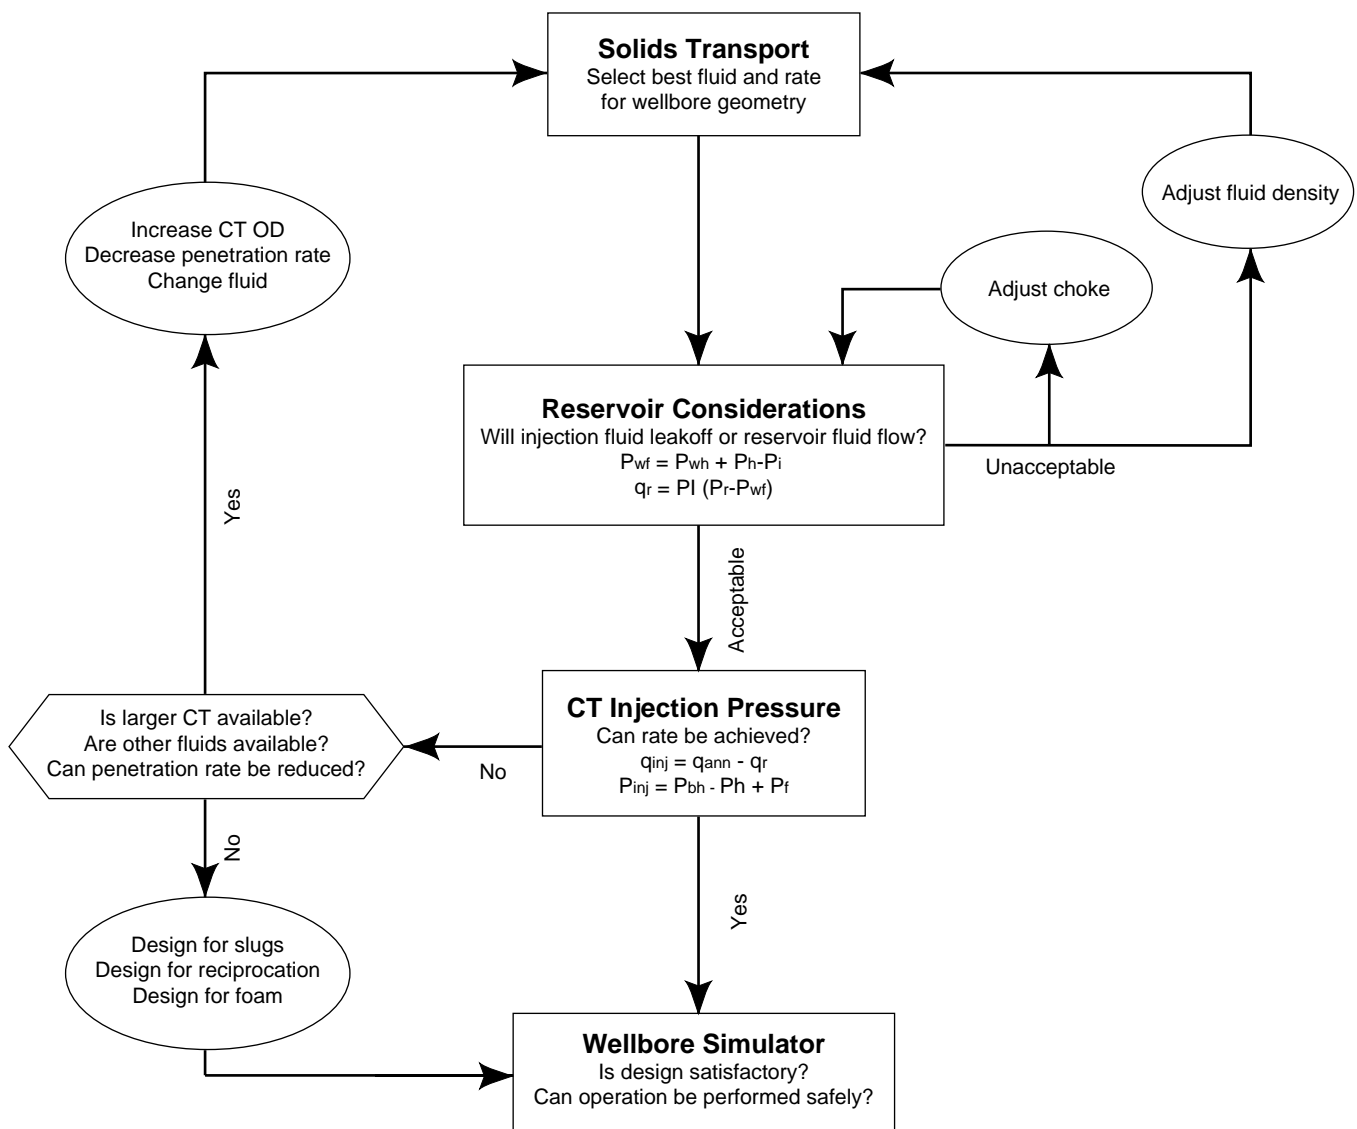 Solids Transport
Select best fluid and rate
for wellbore geometry
Adjust fluid density
Increase CT OD
Decrease penetration rate
Change fluid
Adjust choke
Reservoir Considerations
Will injection fluid leakoff or reservoir fluid flow?
Pwf = Pwh + Ph-Pi
qr = PI (Pr-Pwf)
Unacceptable
Yes
Acceptable
Is larger CT available?
Are other fluids available?
Can penetration rate be reduced?
No
CT Injection Pressure
Can rate be achieved?
qinj = qann - qr
Pinj = Pbh - Ph + Pf
No
Yes
Design for slugs
Design for reciprocation
Design for foam
Wellbore Simulator
Is design satisfactory?
Can operation be performed safely?